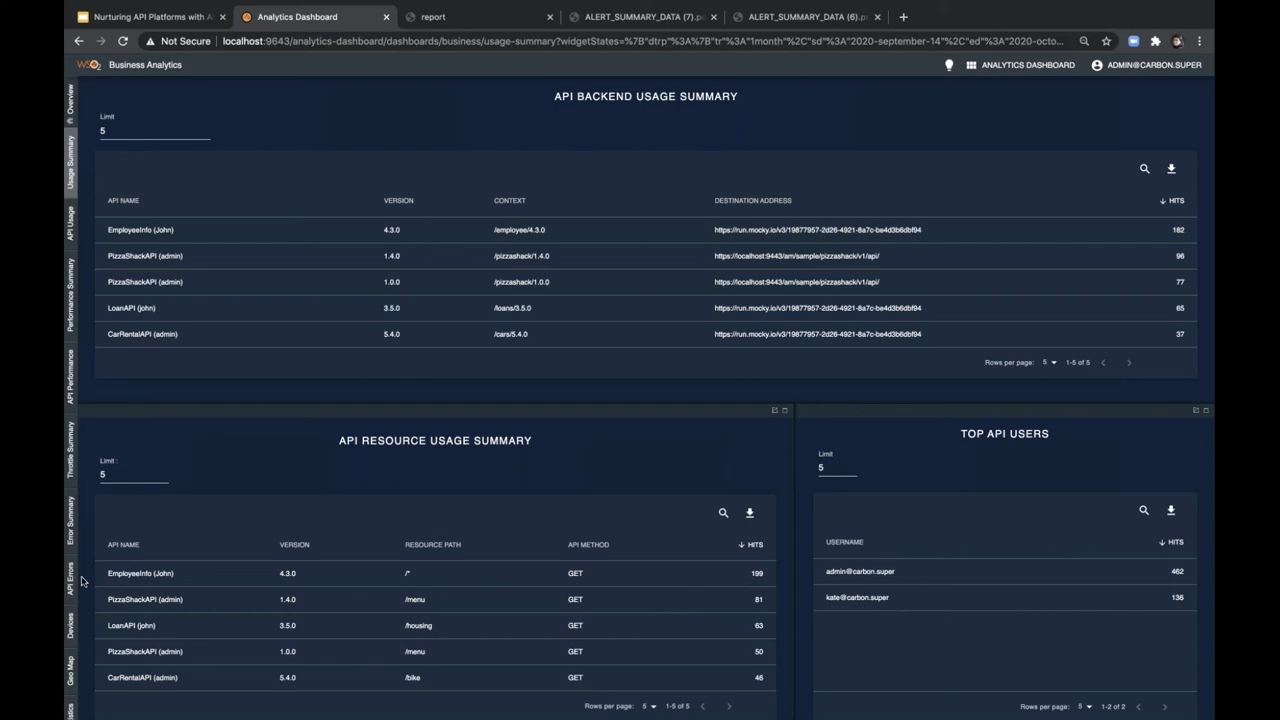 Nurturing API Platforms with A
Analytics Dashboard
report
ALERT_SUMMARY_DATA (7).p
ALERT_SUMMARY_DATA (6).p
Not Secure
localhost:9643/analytics-dashboard/dashboards/business/usage-summary?widgetStates=%7B"dtrp"%3A%7B"tr"%3A"1month"%2C"sd"%3A"2020-september-14"%2C"ed"%3A"2020-octo...
WSO2 Business Analytics
ANALYTICS DASHBOARD
ADMIN@CARBON.SUPER
Overview
Usage Summary
API Usage
Performance Summary
API Performance
Throttle Summary
Error Summary
API Errors
Devices
Geo Map
API BACKEND USAGE SUMMARY
Limit
5
API NAME VERSION CONTEXT DESTINATION ADDRESS HITS
EmployeeInfo (John) 4.3.0 /employee/4.3.0 https://run.mocky.io/v3/19877957-2d26-4921-8a7c-be4d3b6dbf94 182
PizzaShackAPI (admin) 1.4.0 /pizzashack/1.4.0 https://localhost:9443/am/sample/pizzashack/v1/api/ 96
PizzaShackAPI (admin) 1.0.0 /pizzashack/1.0.0 https://localhost:9443/am/sample/pizzashack/v1/api/ 77
LoanAPI (john) 3.5.0 /loans/3.5.0 https://run.mocky.io/v3/19877957-2d26-4921-8a7c-be4d3b6dbf94 65
CarRentalAPI (admin) 5.4.0 /cars/5.4.0 https://run.mocky.io/v3/19877957-2d26-4921-8a7c-be4d3b6dbf94 37
Rows per page: 5 1-5 of 5
API RESOURCE USAGE SUMMARY
Limit :
5
API NAME VERSION RESOURCE PATH API METHOD HITS
EmployeeInfo (John) 4.3.0 /* GET 199
PizzaShackAPI (admin) 1.4.0 /menu GET 81
LoanAPI (john) 3.5.0 /housing GET 63
PizzaShackAPI (admin) 1.0.0 /menu GET 50
CarRentalAPI (admin) 5.4.0 /bike GET 46
Rows per page: 5 1-5 of 5
TOP API USERS
Limit
5
USERNAME HITS
admin@carbon.super 462
kate@carbon.super 136
Rows per page: 5 1-2 of 2